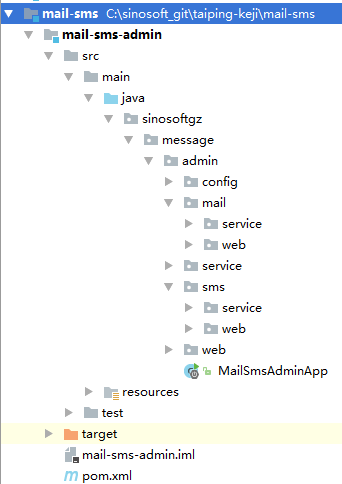 mail-sms C:\sinosoft_git\taiping-keji\mail-sms
mail-sms-admin
src
main
java
sinosoftgz
message
admin
config
mail
service
web
service
sms
service
web
web
MailSmsAdminApp
resources
test
target
mail-sms-admin.iml
pom.xml